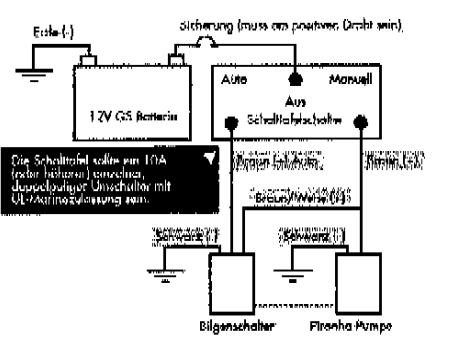 Erde (-)
Sicherung (muss am positiven Draht sein)
Auto
Manuell
Aus
Schalttafelschalter
12V GS Batterie
Die Schalttafel sollte ein 10A
(oder höherer) einzelner,
doppelpoliger Umschalter mit
UL-Marinezulassung sein.
Braun (+)
Braun/Weiss (+)
Schwarz (-)
Schwarz (-)
Bilgenschalter
Piranha Pumpe